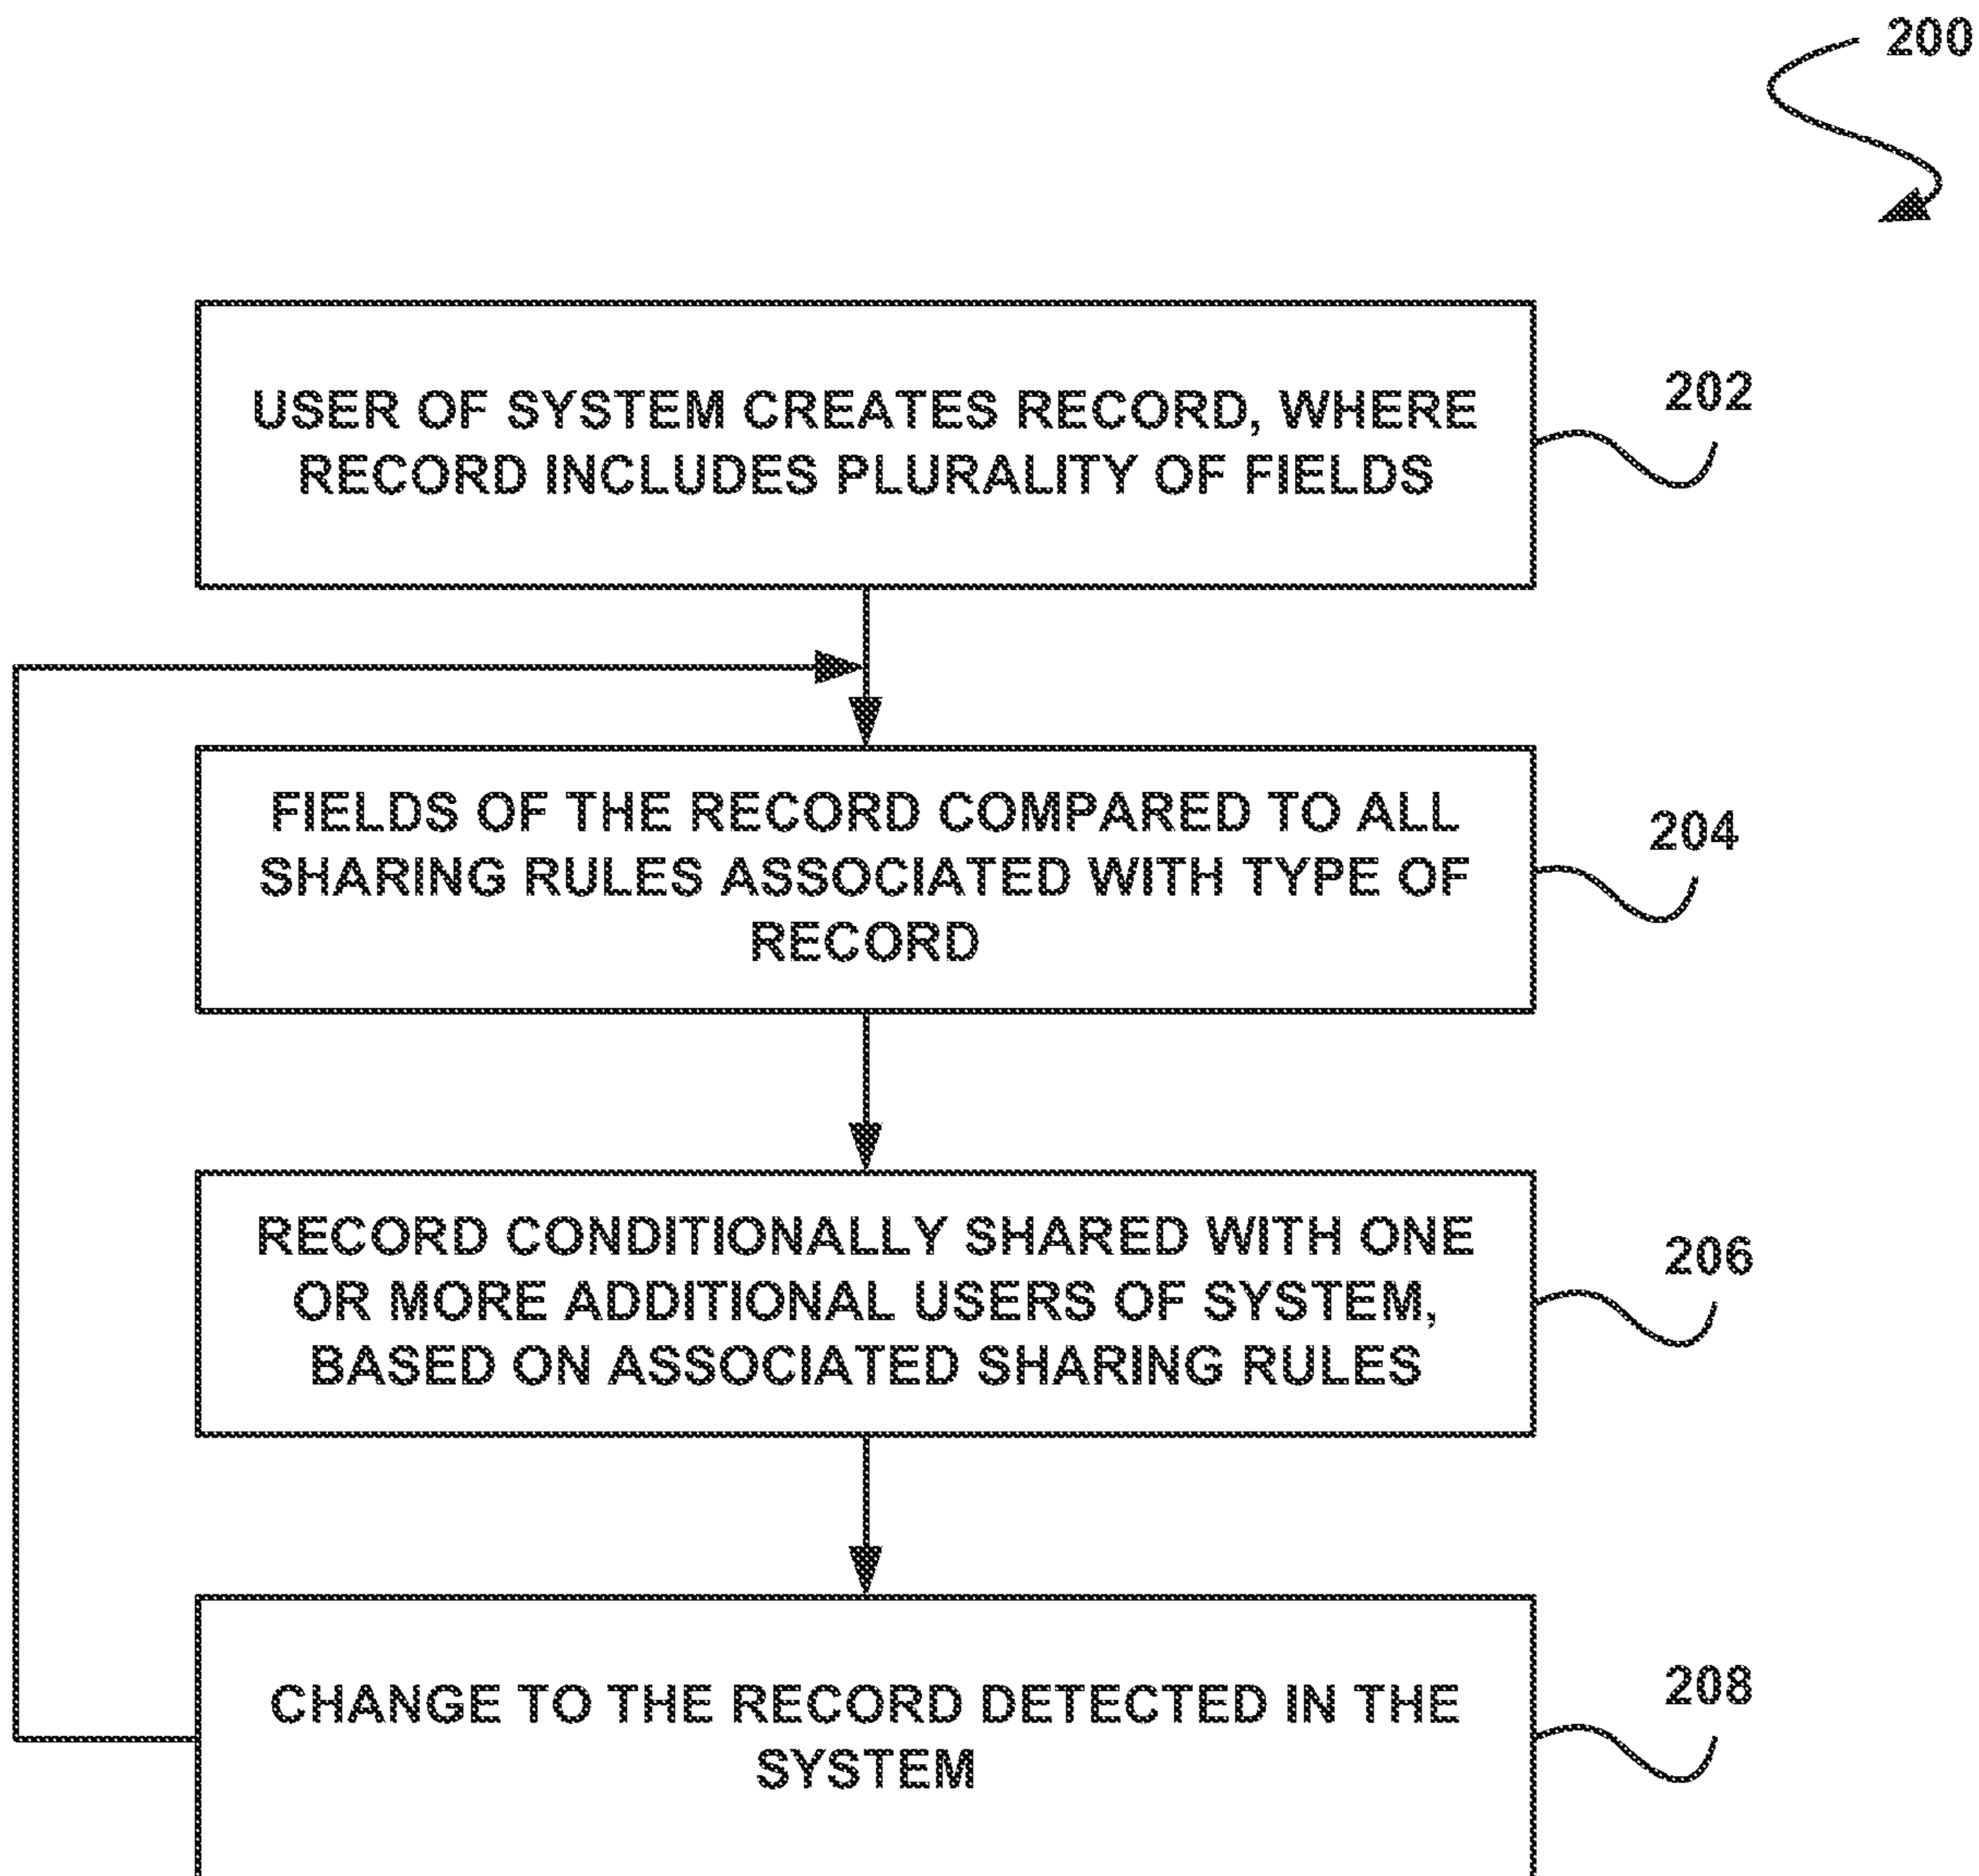 200
USER OF SYSTEM CREATES RECORD, WHERE
RECORD INCLUDES PLURALITY OF FIELDS
202
FIELDS OF THE RECORD COMPARED TO ALL
SHARING RULES ASSOCIATED WITH TYPE OF
RECORD
204
RECORD CONDITIONALLY SHARED WITH ONE
OR MORE ADDITIONAL USERS OF SYSTEM,
BASED ON ASSOCIATED SHARING RULES
206
CHANGE TO THE RECORD DETECTED IN THE
SYSTEM
208